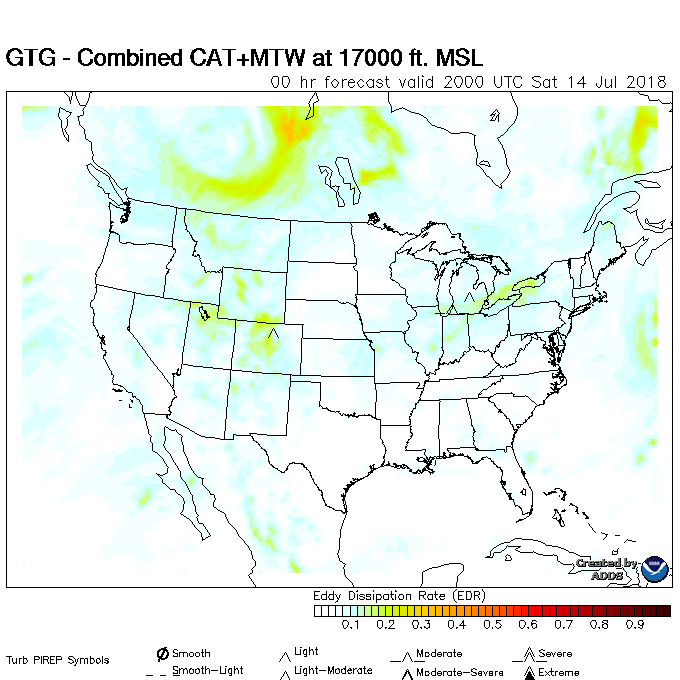 GTG - Combined CAT+MTW at 17000 ft. MSL
00 hr forecast valid 2000 UTC Sat 14 Jul 2018
Created by
ADDS
Eddy Dissipation Rate (EDR)
0.1 0.2 0.3 0.4 0.5 0.6 0.7 0.8 0.9
Turb PIREP Symbols
Smooth Light Moderate Severe
Smooth-Light Light-Moderate Moderate-Severe Extreme